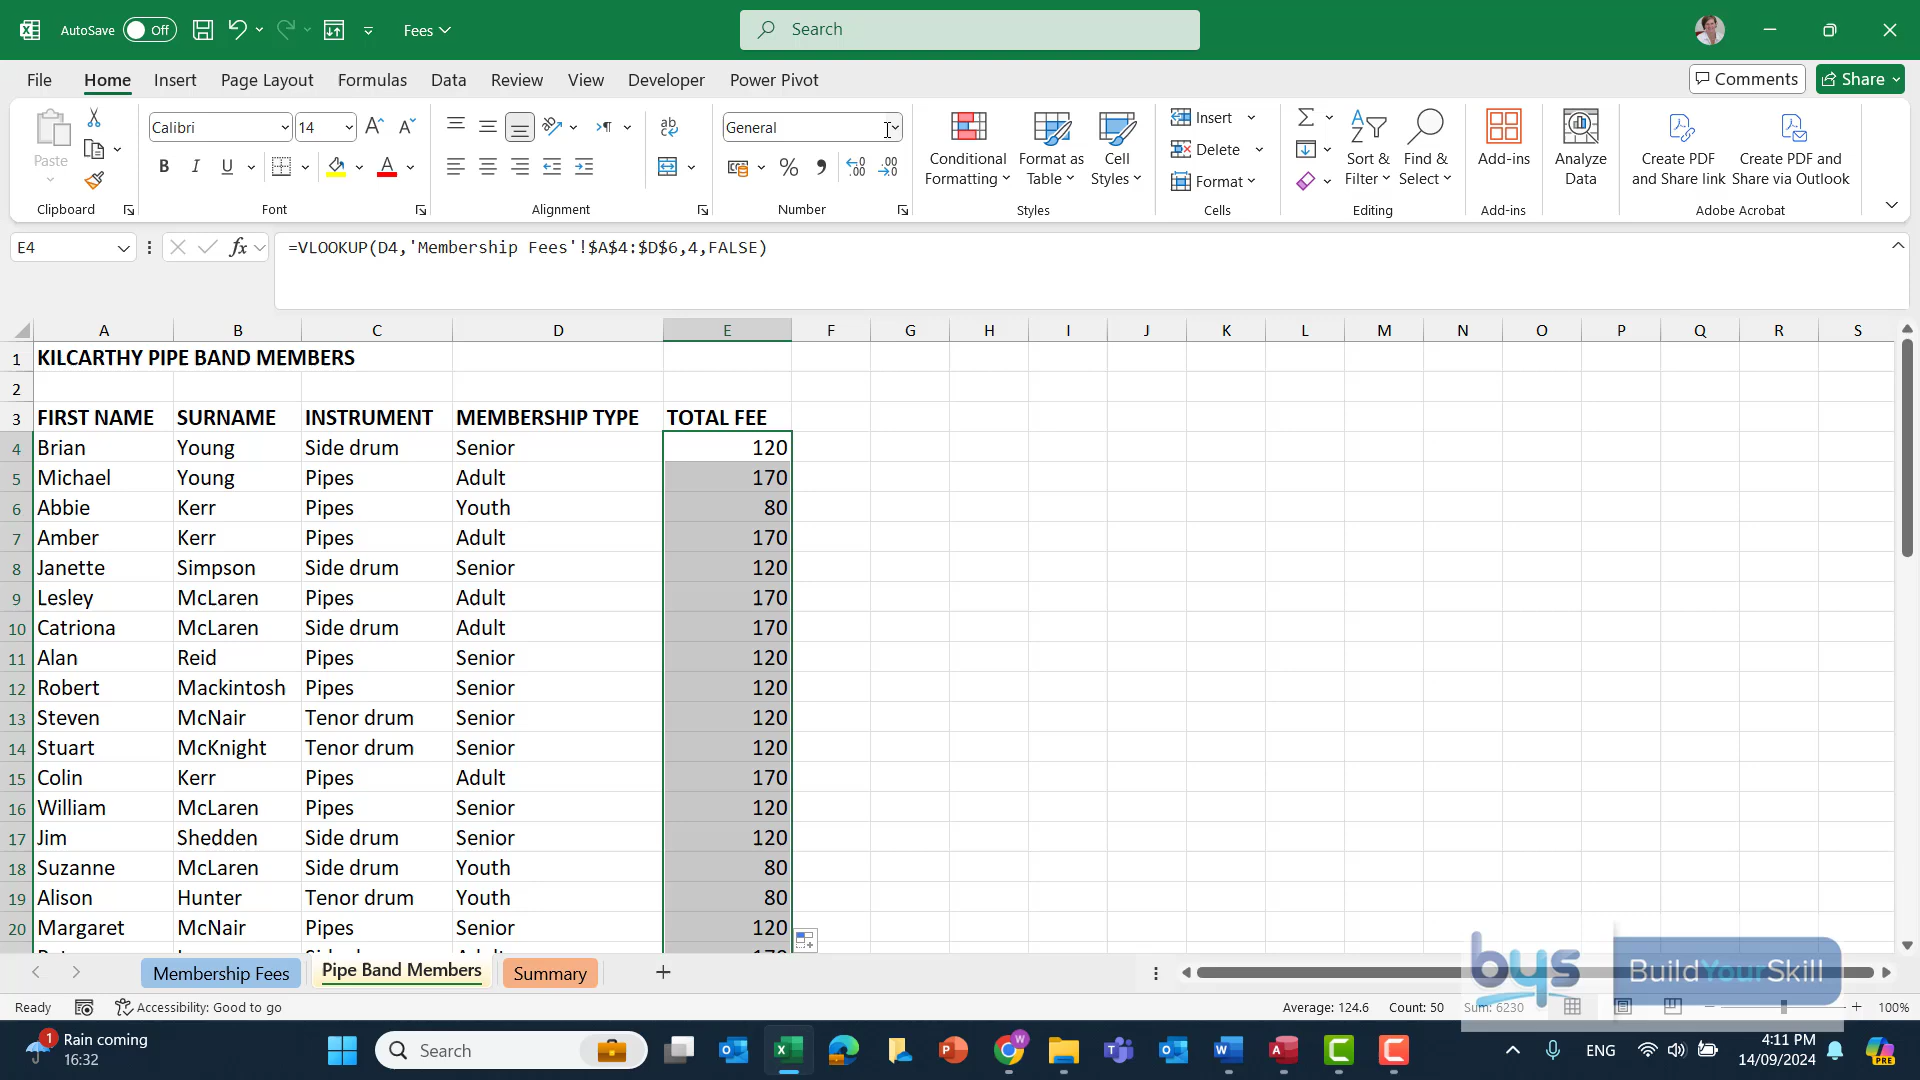 AutoSave Off Fees Search
File Home Insert Page Layout Formulas Data Review View Developer Power Pivot Comments Share
Paste Calibri 14 General Conditional Formatting Format as Table Cell Styles Insert Delete Format Sort & Filter Find & Select Add-ins Analyze Data Create PDF and Share link Create PDF and Share via Outlook
Clipboard Font Alignment Number Styles Cells Editing Add-ins Adobe Acrobat
E4 fx =VLOOKUP(D4,'Membership Fees'!$A$4:$D$6,4,FALSE)
A B C D E F G H I J K L M N O P Q R S
1 KILCARTHY PIPE BAND MEMBERS
2
3 FIRST NAME SURNAME INSTRUMENT MEMBERSHIP TYPE TOTAL FEE
4 Brian Young Side drum Senior 120
5 Michael Young Pipes Adult 170
6 Abbie Kerr Pipes Youth 80
7 Amber Kerr Pipes Adult 170
8 Janette Simpson Side drum Senior 120
9 Lesley McLaren Pipes Adult 170
10 Catriona McLaren Side drum Adult 170
11 Alan Reid Pipes Senior 120
12 Robert Mackintosh Pipes Senior 120
13 Steven McNair Tenor drum Senior 120
14 Stuart McKnight Tenor drum Senior 120
15 Colin Kerr Pipes Adult 170
16 William McLaren Pipes Senior 120
17 Jim Shedden Side drum Senior 120
18 Suzanne McLaren Side drum Youth 80
19 Alison Hunter Tenor drum Youth 80
20 Margaret McNair Pipes Senior 120
Membership Fees Pipe Band Members Summary
bys BuildYourSkill
Ready Accessibility: Good to go Average: 124.6 Count: 50 Sum: 6230 100%
1 Rain coming
16:32
Search ENG 4:11 PM
14/09/2024